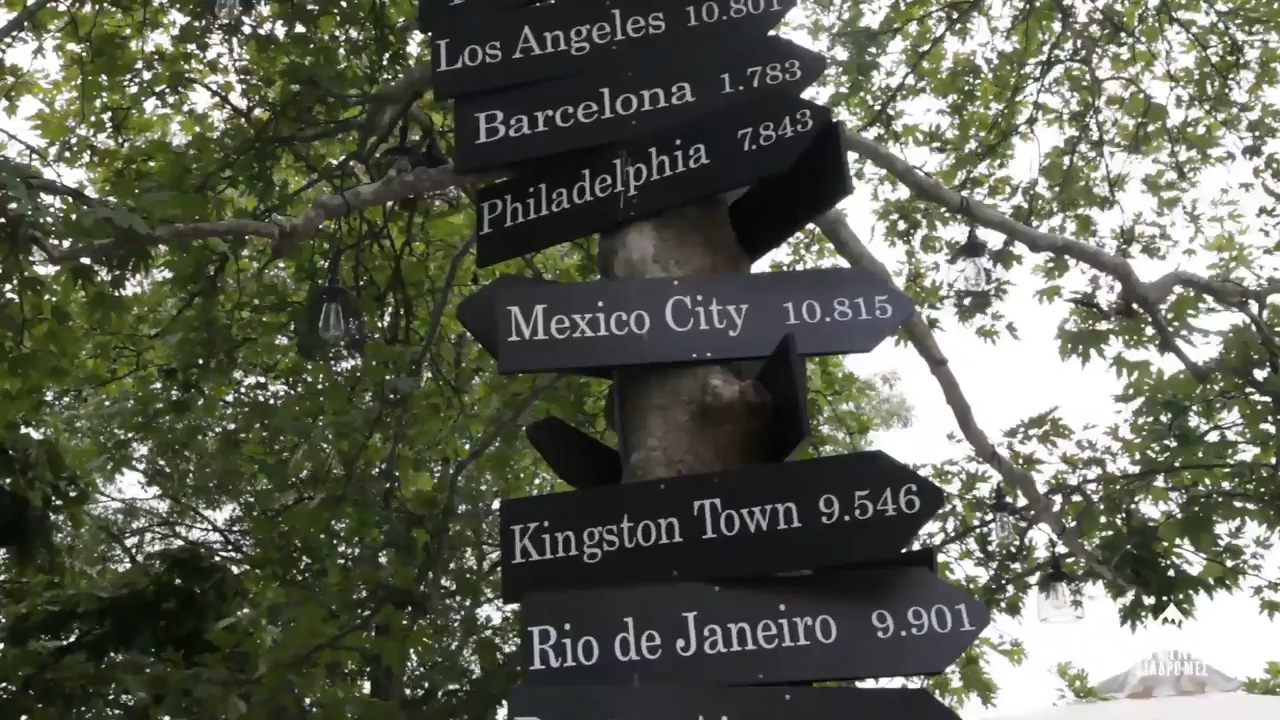 Los Angeles 10.801
Barcelona 1.783
Philadelphia 7.843
Mexico City 10.815
Kingston Town 9.546
Rio de Janeiro 9.901
ΔΙΑΔΡΟΜΕΣ